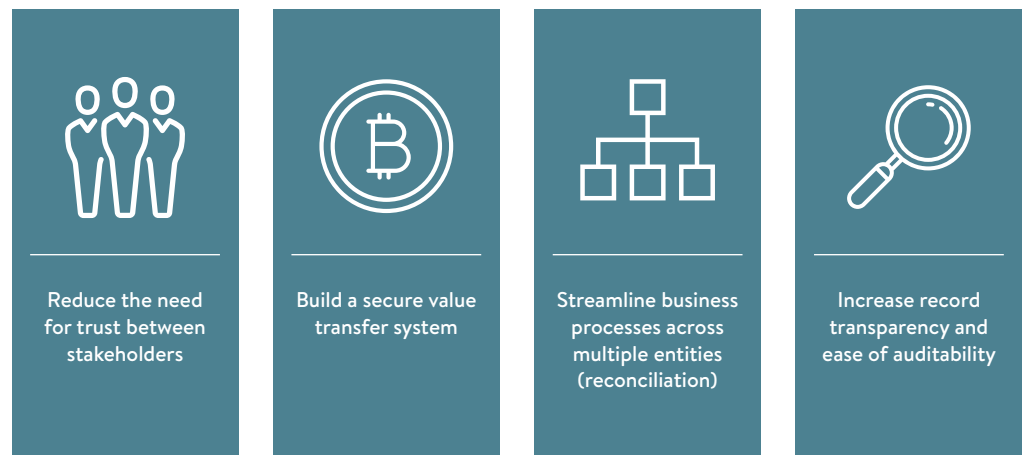 Reduce the need
for trust between
stakeholders
Build a secure value
transfer system
Streamline business
processes across
multiple entities
(reconciliation)
Increase record
transparency and
ease of auditability